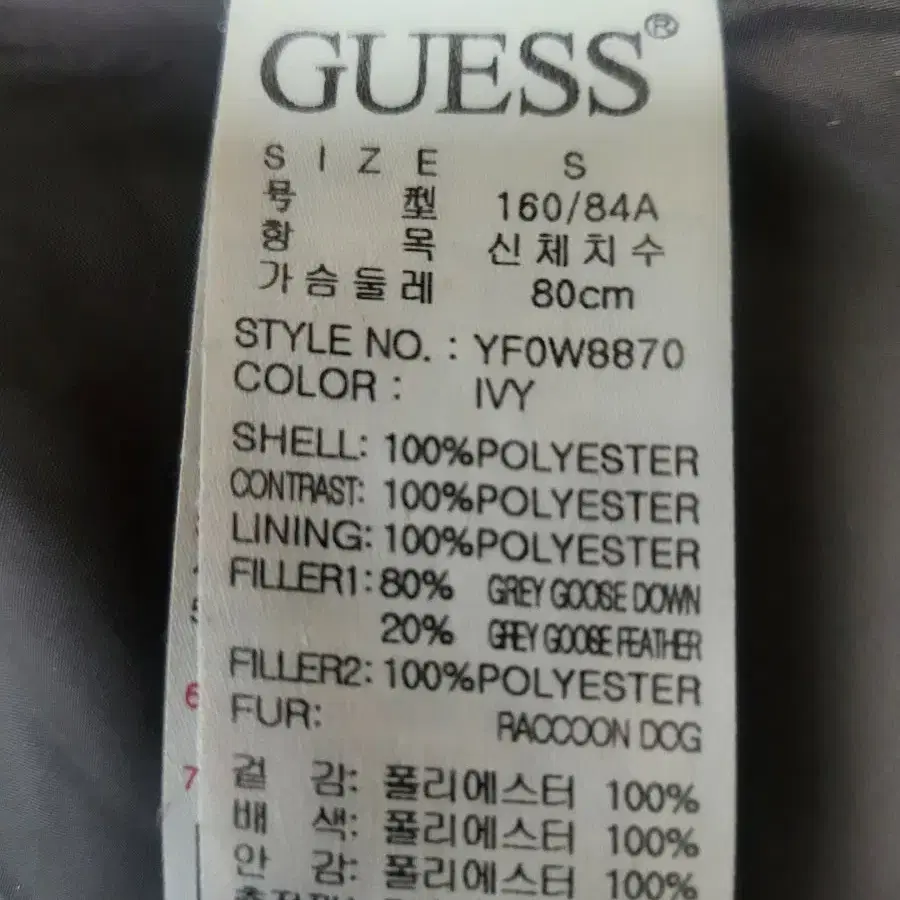 GUESS®
SIZE S
号型 160/84A
항목 신체치수
가슴둘레 80cm
STYLE NO. : YF0W8870
COLOR : IVY
SHELL: 100%POLYESTER
CONTRAST: 100%POLYESTER
LINING: 100%POLYESTER
FILLER1: 80% GREY GOOSE DOWN
20% GREY GOOSE FEATHER
FILLER2: 100%POLYESTER
FUR: RACCOON DOG
겉감: 폴리에스터 100%
배색: 폴리에스터 100%
안감: 폴리에스터 100%
5
6
7